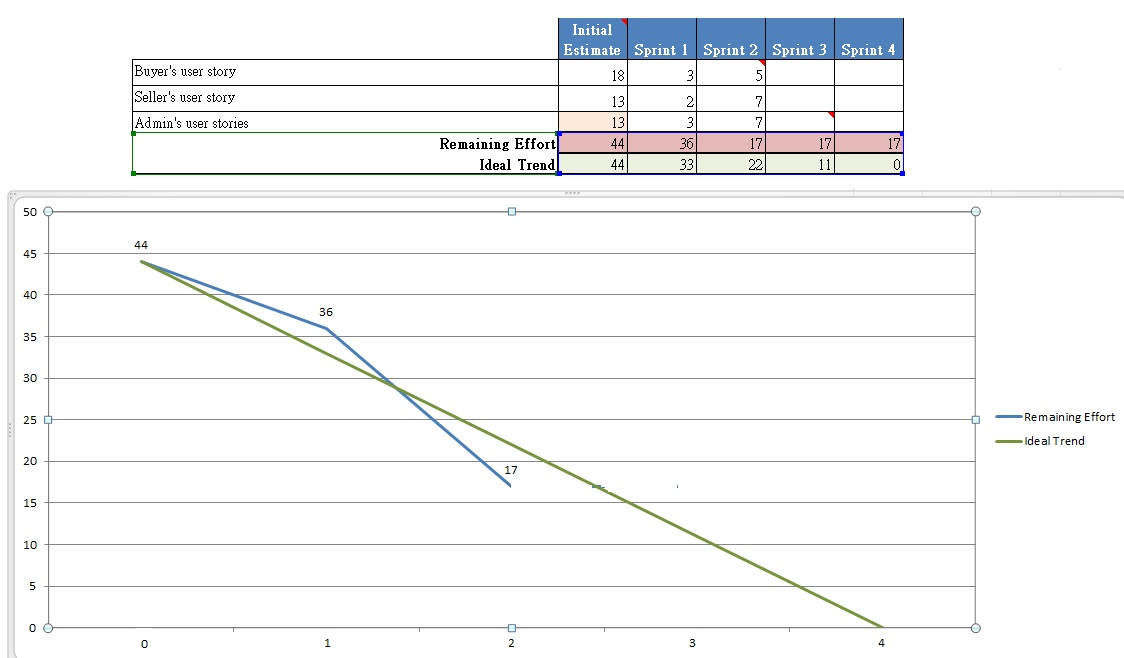 Initial Estimate Sprint 1 Sprint 2 Sprint 3 Sprint 4
Buyer's user story 18 3 5
Seller's user story 13 2 7
Admin's user stories 13 3 7
Remaining Effort 44 36 17 17 17
Ideal Trend 44 33 22 11 0
50
45
40
35
30
25
20
15
10
5
0
44
36
17
Remaining Effort
Ideal Trend
0 1 2 3 4